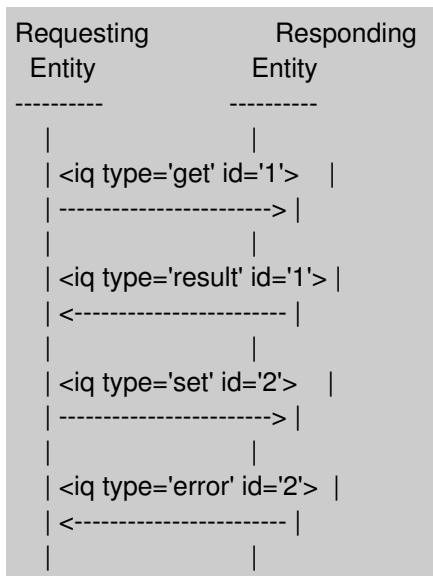 Requesting                 Responding
  Entity                     Entity
----------                 ----------
    |                           |
    | <iq type='get' id='1'>    |
    | ------------------------> |
    |                           |
    | <iq type='result' id='1'> |
    | <------------------------ |
    |                           |
    | <iq type='set' id='2'>    |
    | ------------------------> |
    |                           |
    | <iq type='error' id='2'>  |
    | <------------------------ |
    |                           |